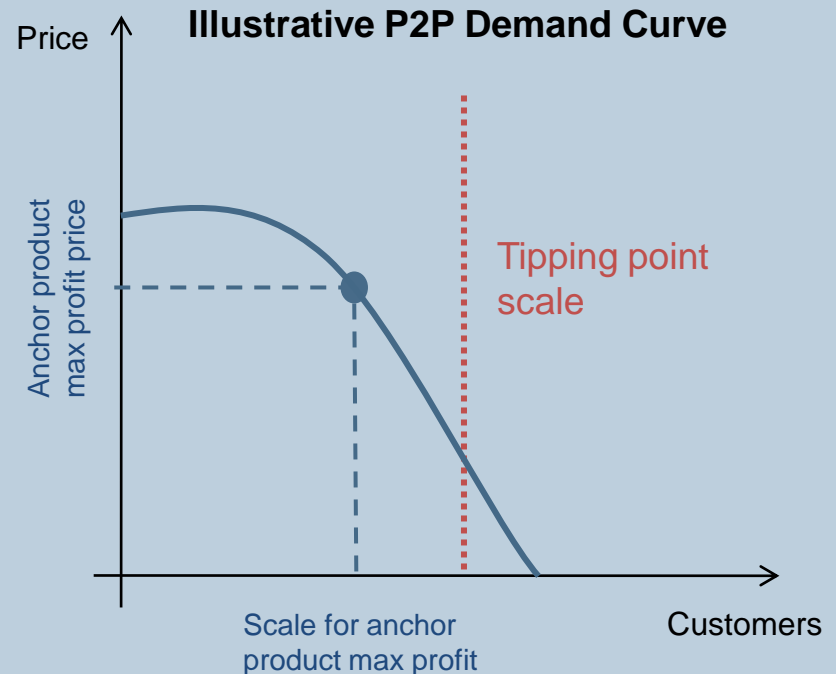 Illustrative P2P Demand Curve
Price
Anchor product
max profit price
Tipping point
scale
Scale for anchor
product max profit
Customers